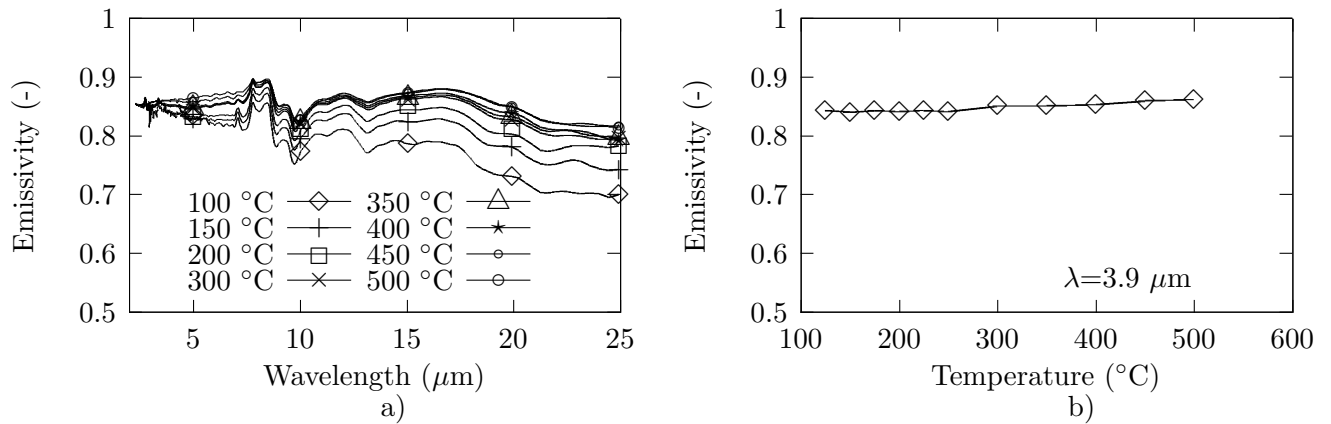 1
0.9
0.8
0.7
0.6
0.5
Emissivity (-)
100 °C
150 °C
200 °C
300 °C
350 °C
400 °C
450 °C
500 °C
5
10
15
20
25
Wavelength (μm)
a)
1
0.9
0.8
0.7
0.6
0.5
Emissivity (-)
λ=3.9 μm
100
200
300
400
500
600
Temperature (°C)
b)